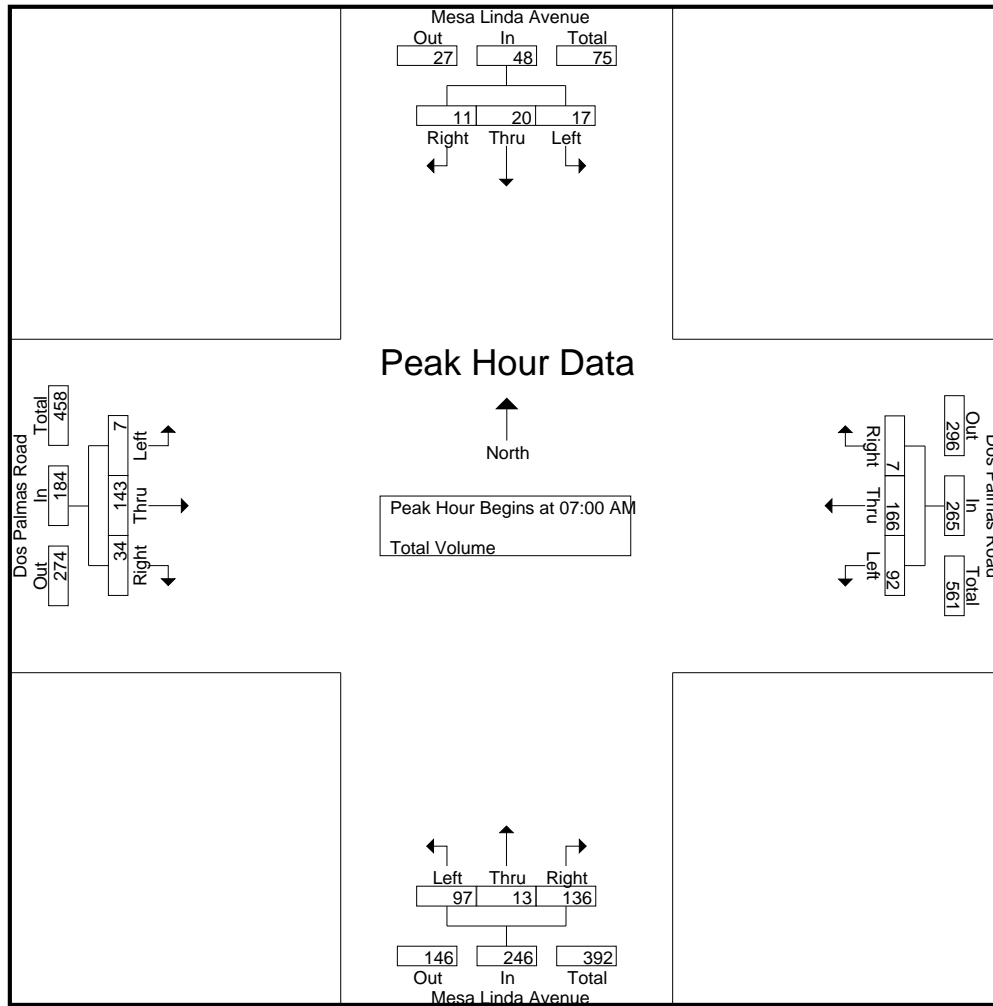 Mesa Linda Avenue
Out In Total
27 48 75
11 20 17
Right Thru Left
Peak Hour Data
North
Peak Hour Begins at 07:00 AM
Total Volume
Dos Palmas Road
Total In Out
458 184 274
7 143 34
Left Thru Right
Dos Palmas Road
Out In Total
296 265 561
7 166 92
Right Thru Left
Left Thru Right
97 13 136
146 246 392
Out In Total
Mesa Linda Avenue